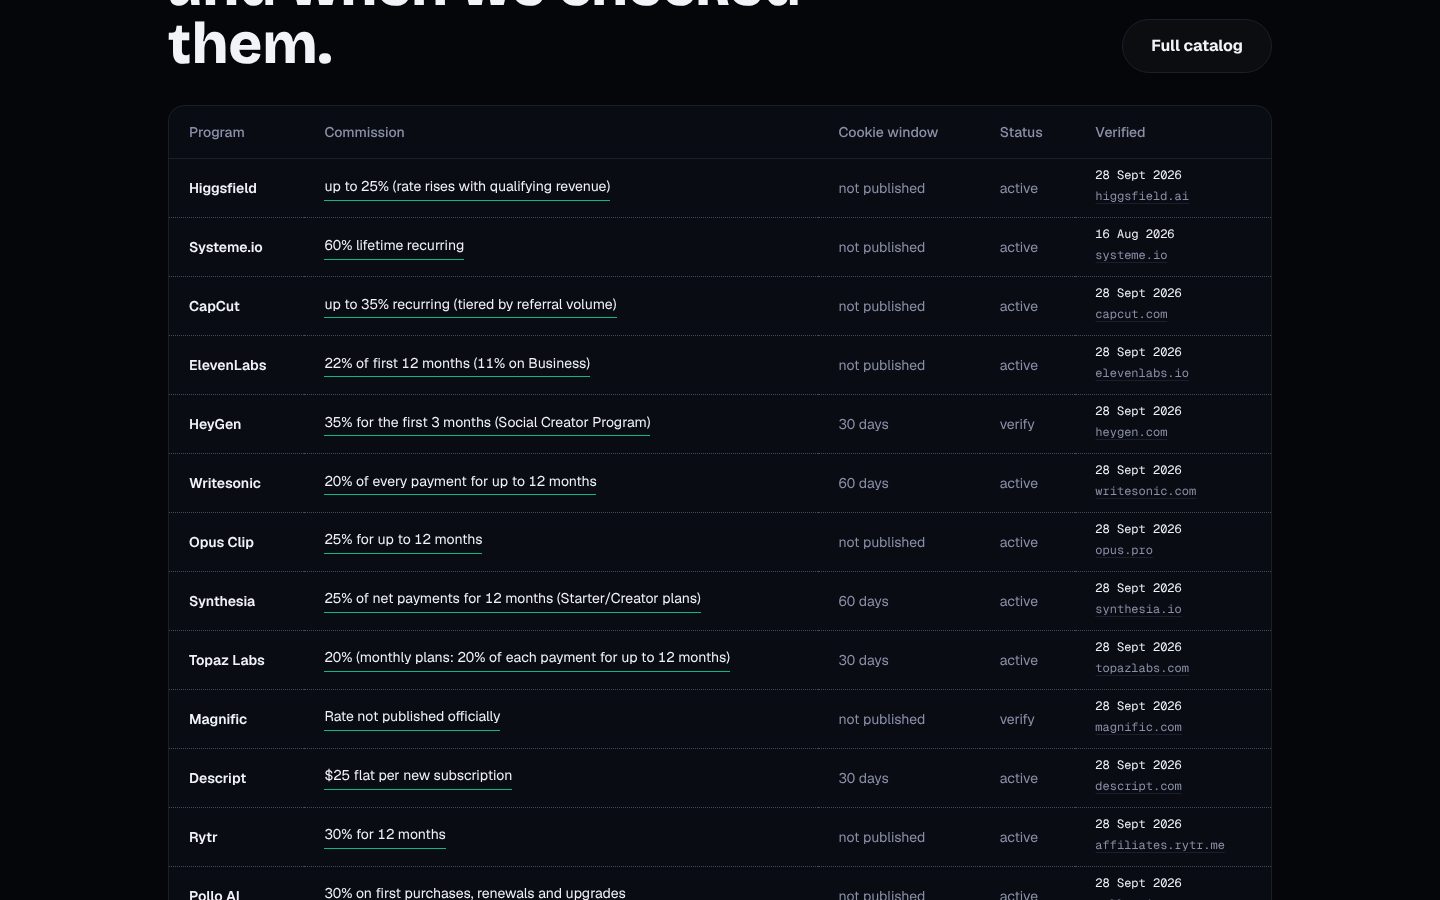 and when we checked
them.
Full catalog
Program Commission Cookie window Status Verified
Higgsfield up to 25% (rate rises with qualifying revenue) not published active 28 Sept 2026
higgsfield.ai
Systeme.io 60% lifetime recurring not published active 16 Aug 2026
systeme.io
CapCut up to 35% recurring (tiered by referral volume) not published active 28 Sept 2026
capcut.com
ElevenLabs 22% of first 12 months (11% on Business) not published active 28 Sept 2026
elevenlabs.io
HeyGen 35% for the first 3 months (Social Creator Program) 30 days verify 28 Sept 2026
heygen.com
Writesonic 20% of every payment for up to 12 months 60 days active 28 Sept 2026
writesonic.com
Opus Clip 25% for up to 12 months not published active 28 Sept 2026
opus.pro
Synthesia 25% of net payments for 12 months (Starter/Creator plans) 60 days active 28 Sept 2026
synthesia.io
Topaz Labs 20% (monthly plans: 20% of each payment for up to 12 months) 30 days active 28 Sept 2026
topazlabs.com
Magnific Rate not published officially not published verify 28 Sept 2026
magnific.com
Descript $25 flat per new subscription 30 days active 28 Sept 2026
descript.com
Rytr 30% for 12 months not published active 28 Sept 2026
affiliates.rytr.me
Pollo AI 30% on first purchases, renewals and upgrades not published active 28 Sept 2026